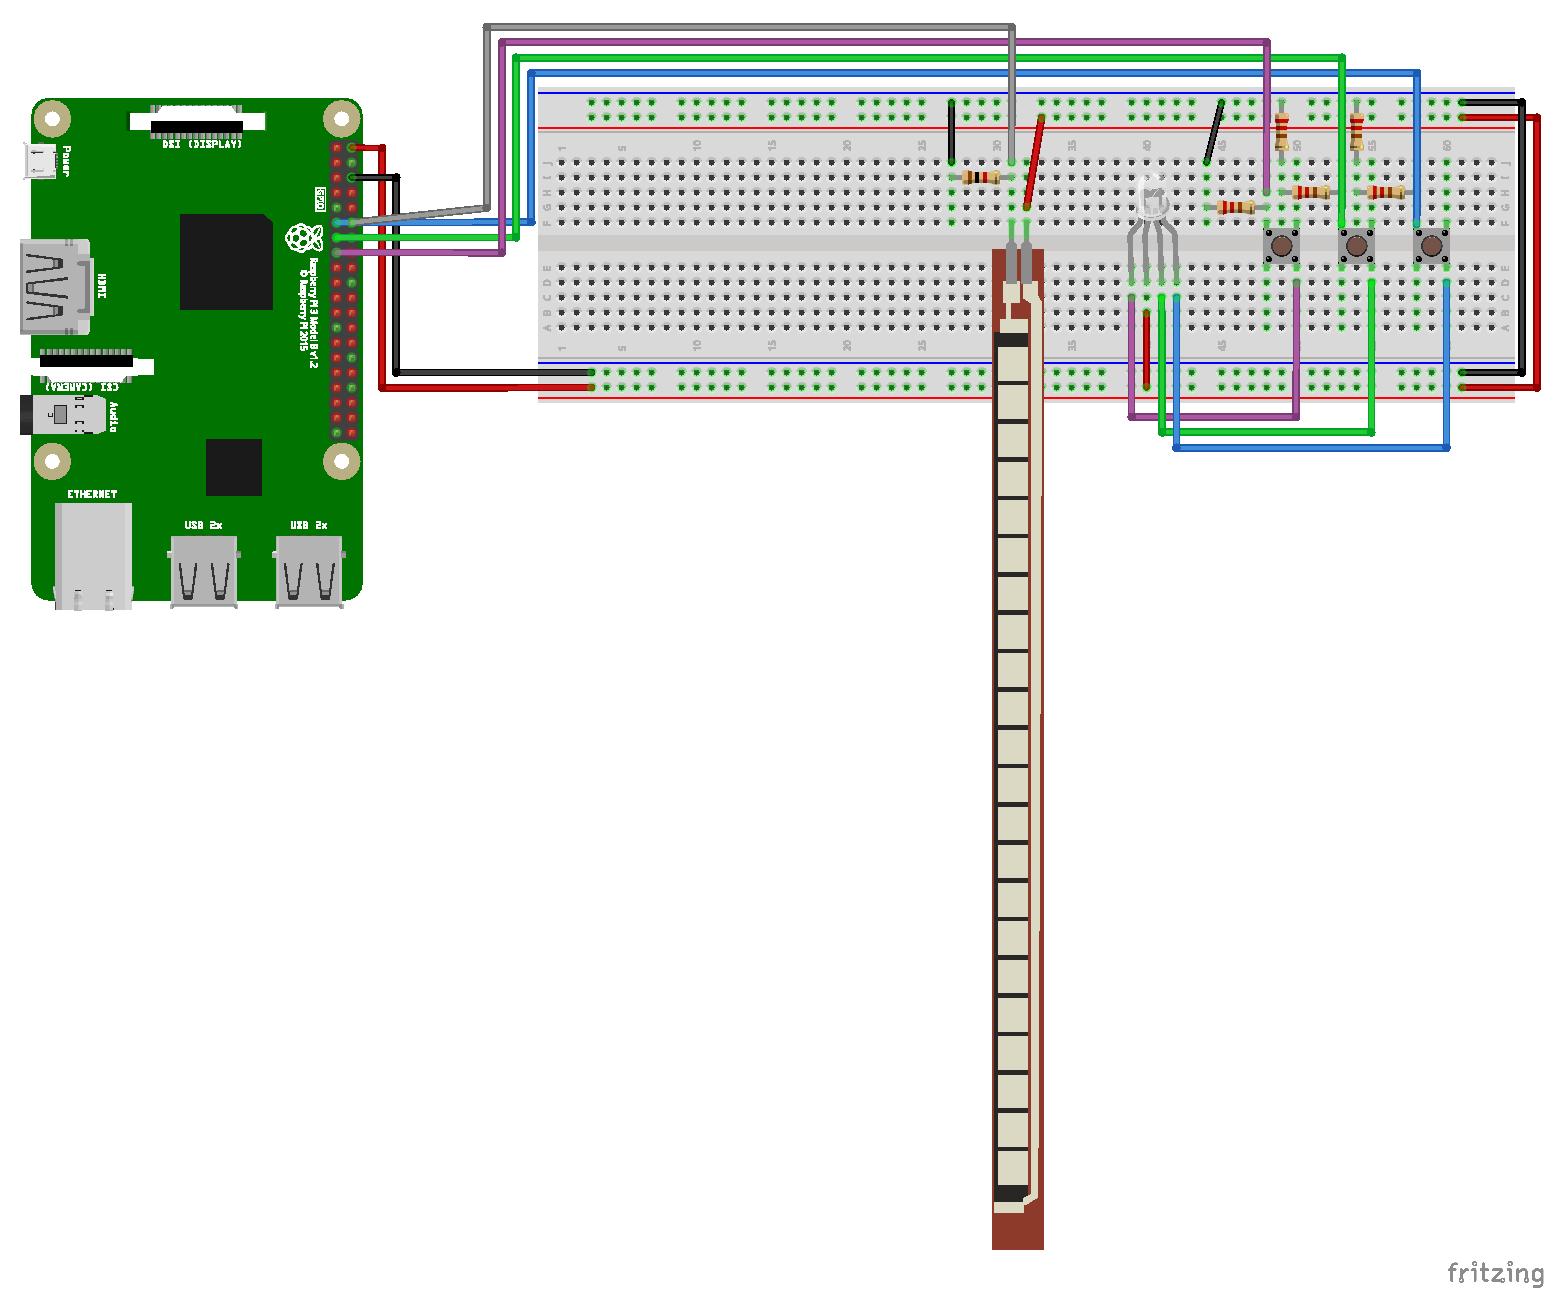 DSI (DISPLAY)
Power
GPIO
HDMI
Raspberry Pi 3 Model B v1.2
© Raspberry Pi 2015
CSI (CAMERA)
Audio
ETHERNET
USB 2x
USB 2x
1 5 10 15 20 25 30 35 40 45 50 55 60
J
I
H
G
F
E
D
C
B
A
1 5 10 15 20 25 35 45
fritzing